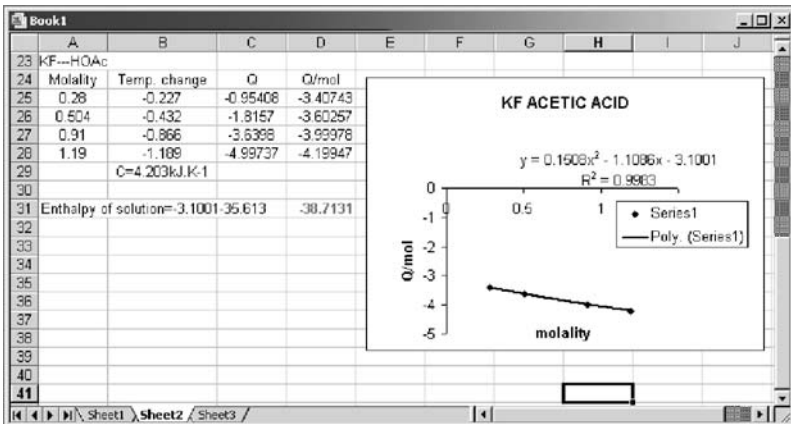 Book1
A B C D E F G H I J
23 KF---HOAc
24 Molality Temp. change Q Q/mol
25 0.28 -0.227 -0.95408 -3.40743
26 0.504 -0.432 -1.8157 -3.60257
27 0.91 -0.866 -3.6398 -3.99978
28 1.19 -1.189 -4.99737 -4.19947
29 C=4.203kJ.K-1
30
31 Enthalpy of solution=-3.1001-35.613 -38.7131
32
33
34
35
36
37
38
39
40
41
KF ACETIC ACID
y = 0.1508x² - 1.1086x - 3.1001
R² = 0.9983
0
-1
-2
-3
-4
-5
0 0.5 1
Q/mol
molality
Series1
Poly. (Series1)
Sheet1 Sheet2 Sheet3